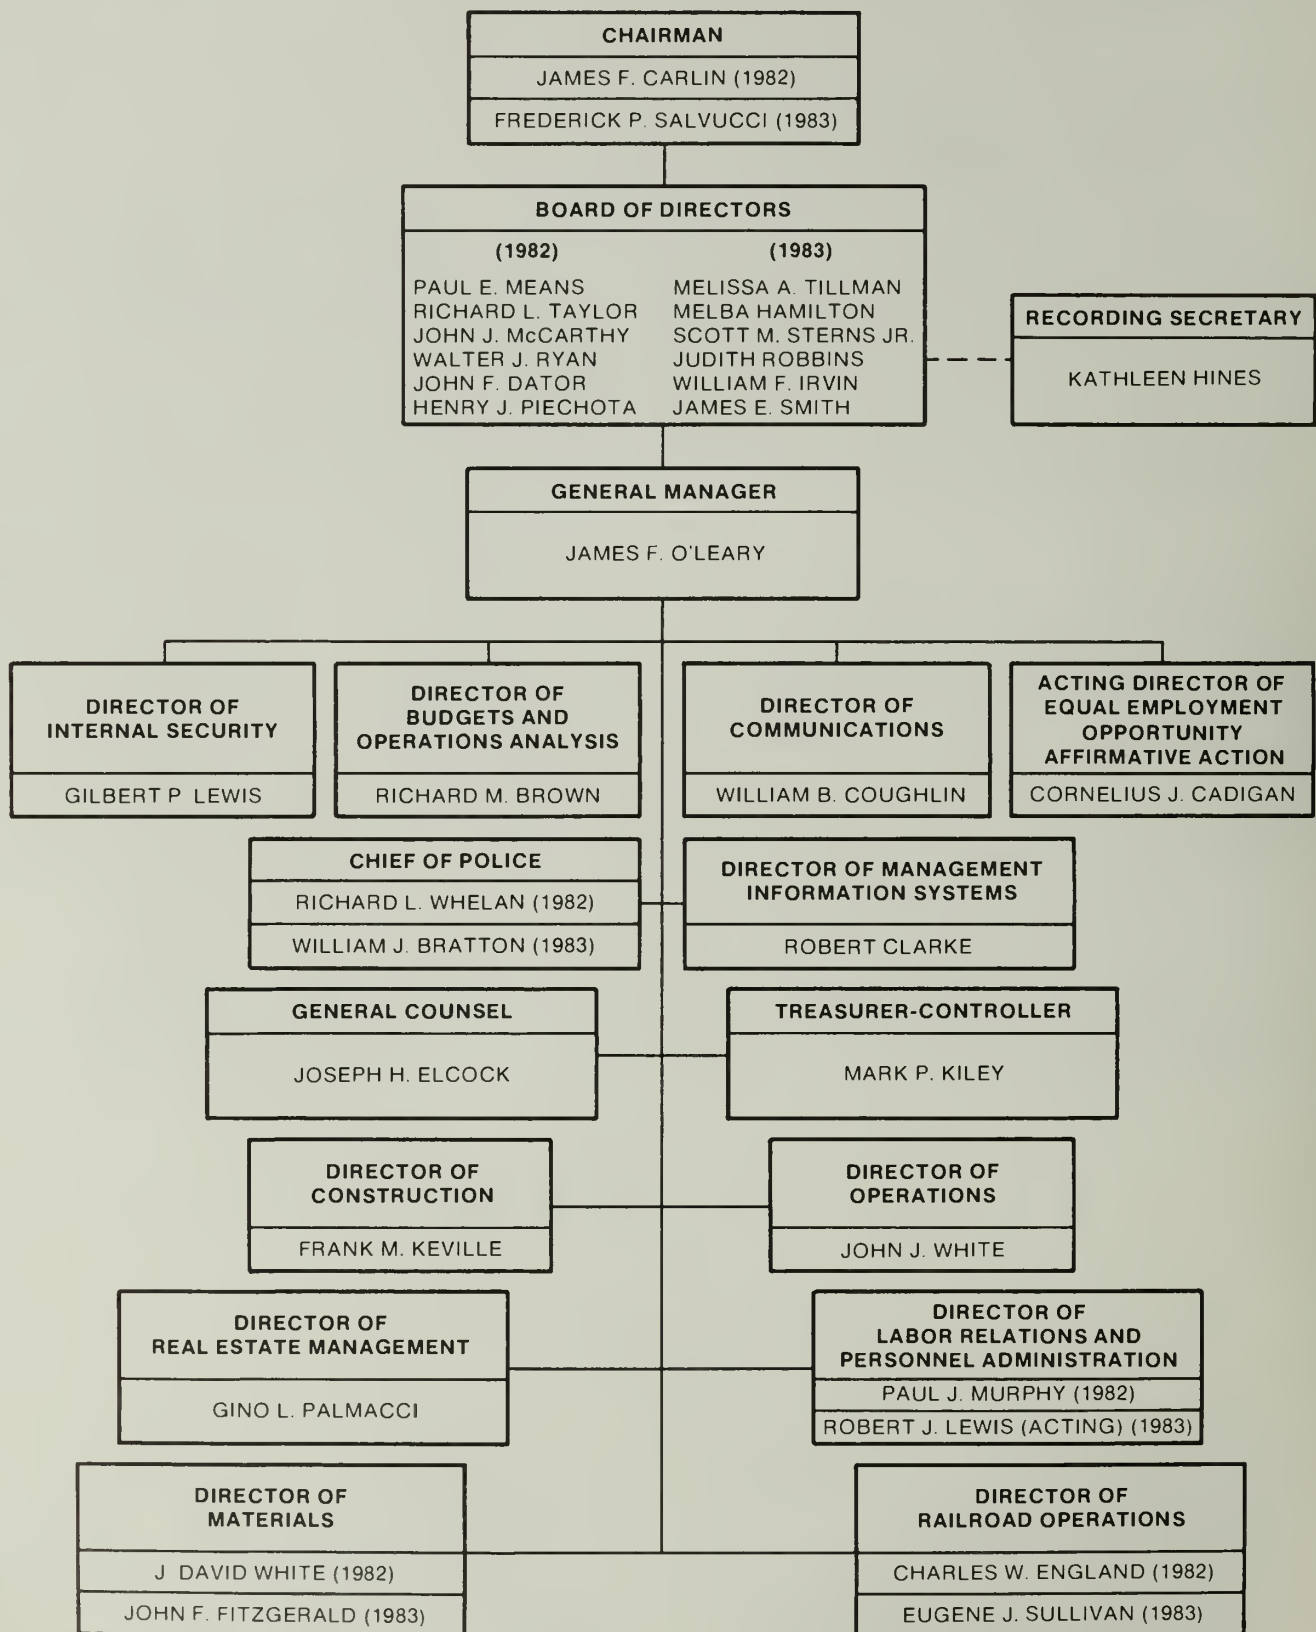 CHAIRMAN
JAMES F. CARLIN (1982)
FREDERICK P. SALVUCCI (1983)
BOARD OF DIRECTORS
(1982)
PAUL E. MEANS
RICHARD L. TAYLOR
JOHN J. McCARTHY
WALTER J. RYAN
JOHN F. DATOR
HENRY J. PIECHOTA
(1983)
MELISSA A. TILLMAN
MELBA HAMILTON
SCOTT M. STERNS JR.
JUDITH ROBBINS
WILLIAM F. IRVIN
JAMES E. SMITH
RECORDING SECRETARY
KATHLEEN HINES
GENERAL MANAGER
JAMES F. O'LEARY
DIRECTOR OF
INTERNAL SECURITY
GILBERT P. LEWIS
DIRECTOR OF
BUDGETS AND
OPERATIONS ANALYSIS
RICHARD M. BROWN
DIRECTOR OF
COMMUNICATIONS
WILLIAM B. COUGHLIN
ACTING DIRECTOR OF
EQUAL EMPLOYMENT
OPPORTUNITY
AFFIRMATIVE ACTION
CORNELIUS J. CADIGAN
CHIEF OF POLICE
RICHARD L. WHELAN (1982)
WILLIAM J. BRATTON (1983)
DIRECTOR OF MANAGEMENT
INFORMATION SYSTEMS
ROBERT CLARKE
GENERAL COUNSEL
JOSEPH H. ELCOCK
TREASURER-CONTROLLER
MARK P. KILEY
DIRECTOR OF
CONSTRUCTION
FRANK M. KEVILLE
DIRECTOR OF
OPERATIONS
JOHN J. WHITE
DIRECTOR OF
REAL ESTATE MANAGEMENT
GINO L. PALMACCI
DIRECTOR OF
LABOR RELATIONS AND
PERSONNEL ADMINISTRATION
PAUL J. MURPHY (1982)
ROBERT J. LEWIS (ACTING) (1983)
DIRECTOR OF
MATERIALS
J DAVID WHITE (1982)
JOHN F. FITZGERALD (1983)
DIRECTOR OF
RAILROAD OPERATIONS
CHARLES W. ENGLAND (1982)
EUGENE J. SULLIVAN (1983)